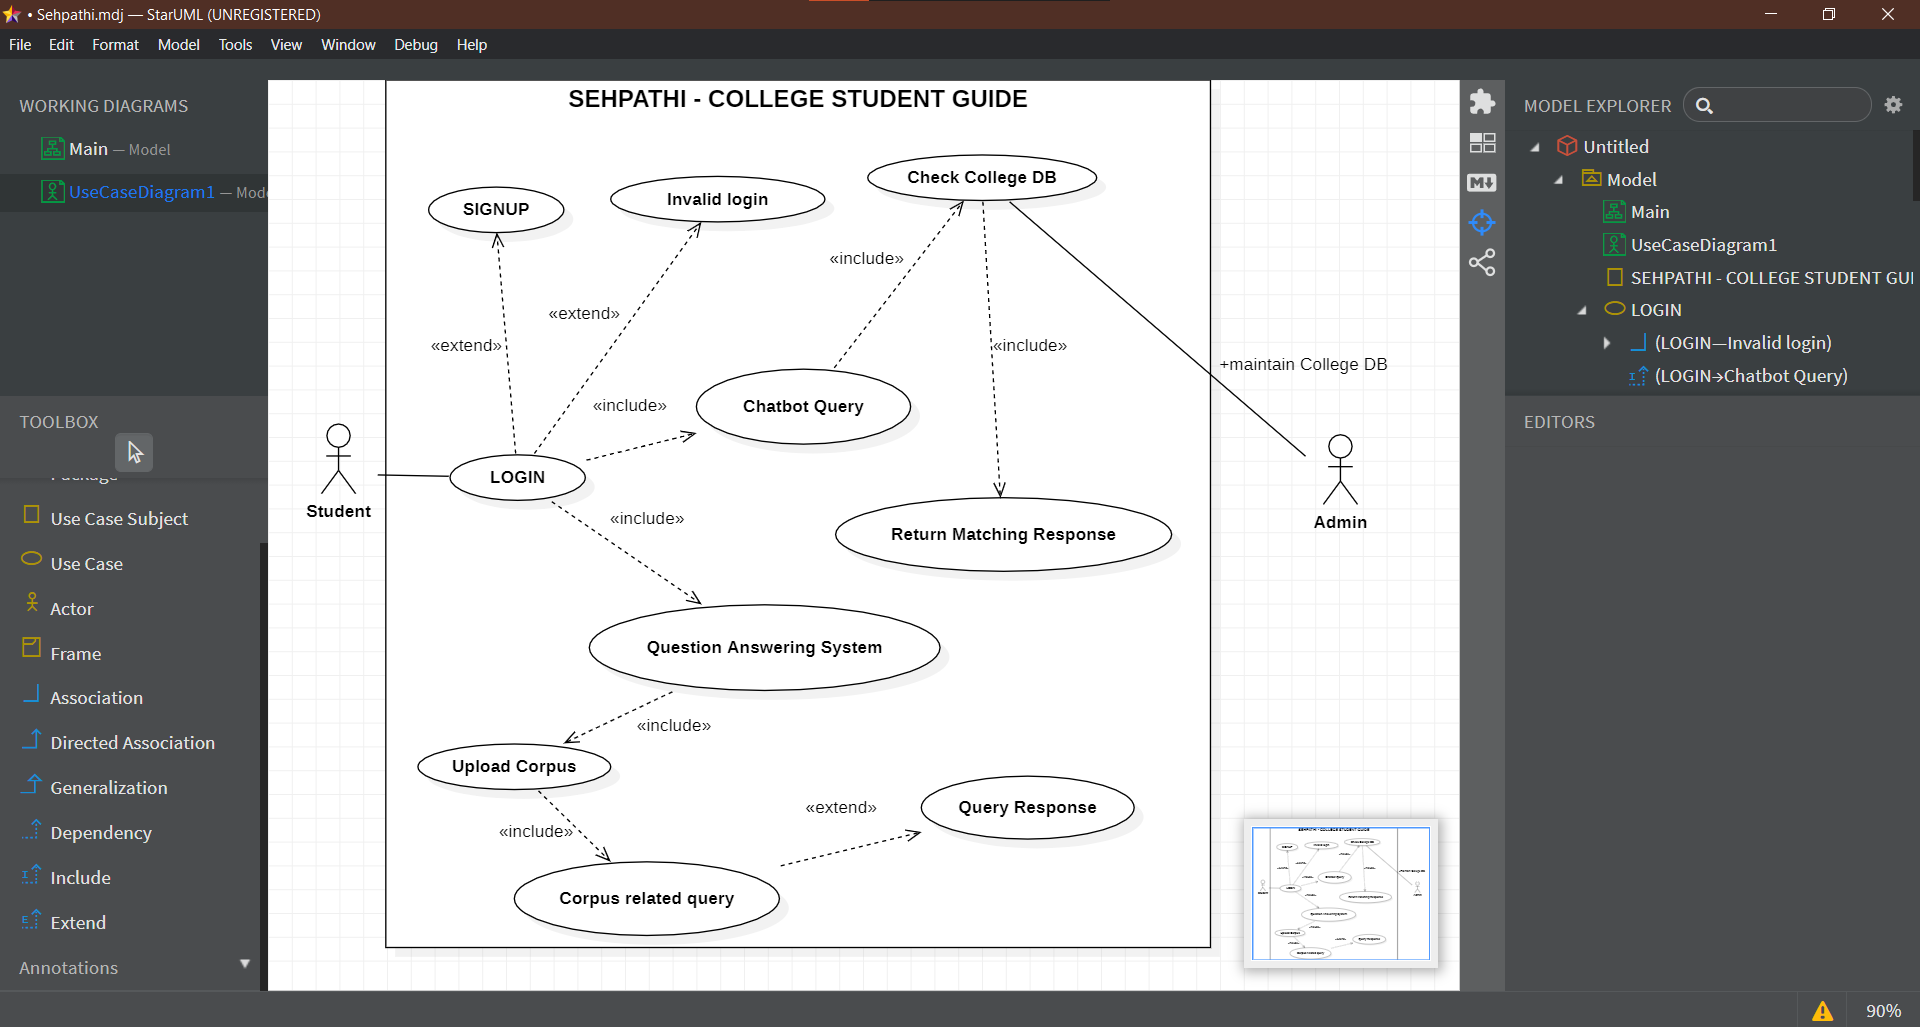 • Sehpathi.mdj — StarUML (UNREGISTERED)
File Edit Format Model Tools View Window Debug Help
WORKING DIAGRAMS
Main — Model
UseCaseDiagram1 — Mode
TOOLBOX
Package
Use Case Subject
Use Case
Actor
Frame
Association
Directed Association
Generalization
Dependency
Include
Extend
Annotations
SEHPATHI - COLLEGE STUDENT GUIDE
SIGNUP
Invalid login
Check College DB
«include»
«extend»
«extend»
«include»
+maintain College DB
«include»
Chatbot Query
LOGIN
Student
Admin
«include»
Return Matching Response
Question Answering System
«include»
Upload Corpus
«extend»
Query Response
«include»
Corpus related query
MODEL EXPLORER
Untitled
Model
Main
UseCaseDiagram1
SEHPATHI - COLLEGE STUDENT GUI
LOGIN
(LOGIN—Invalid login)
(LOGIN→Chatbot Query)
EDITORS
90%